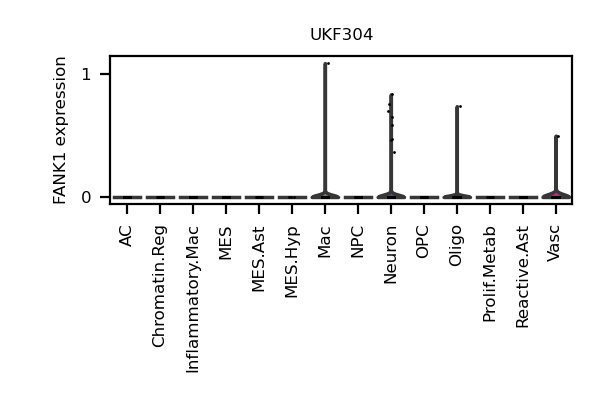 UKF304
FANK1 expression
1
0
AC
Chromatin.Reg
Inflammatory.Mac
MES
MES.Ast
MES.Hyp
Mac
NPC
Neuron
OPC
Oligo
Prolif.Metab
Reactive.Ast
Vasc